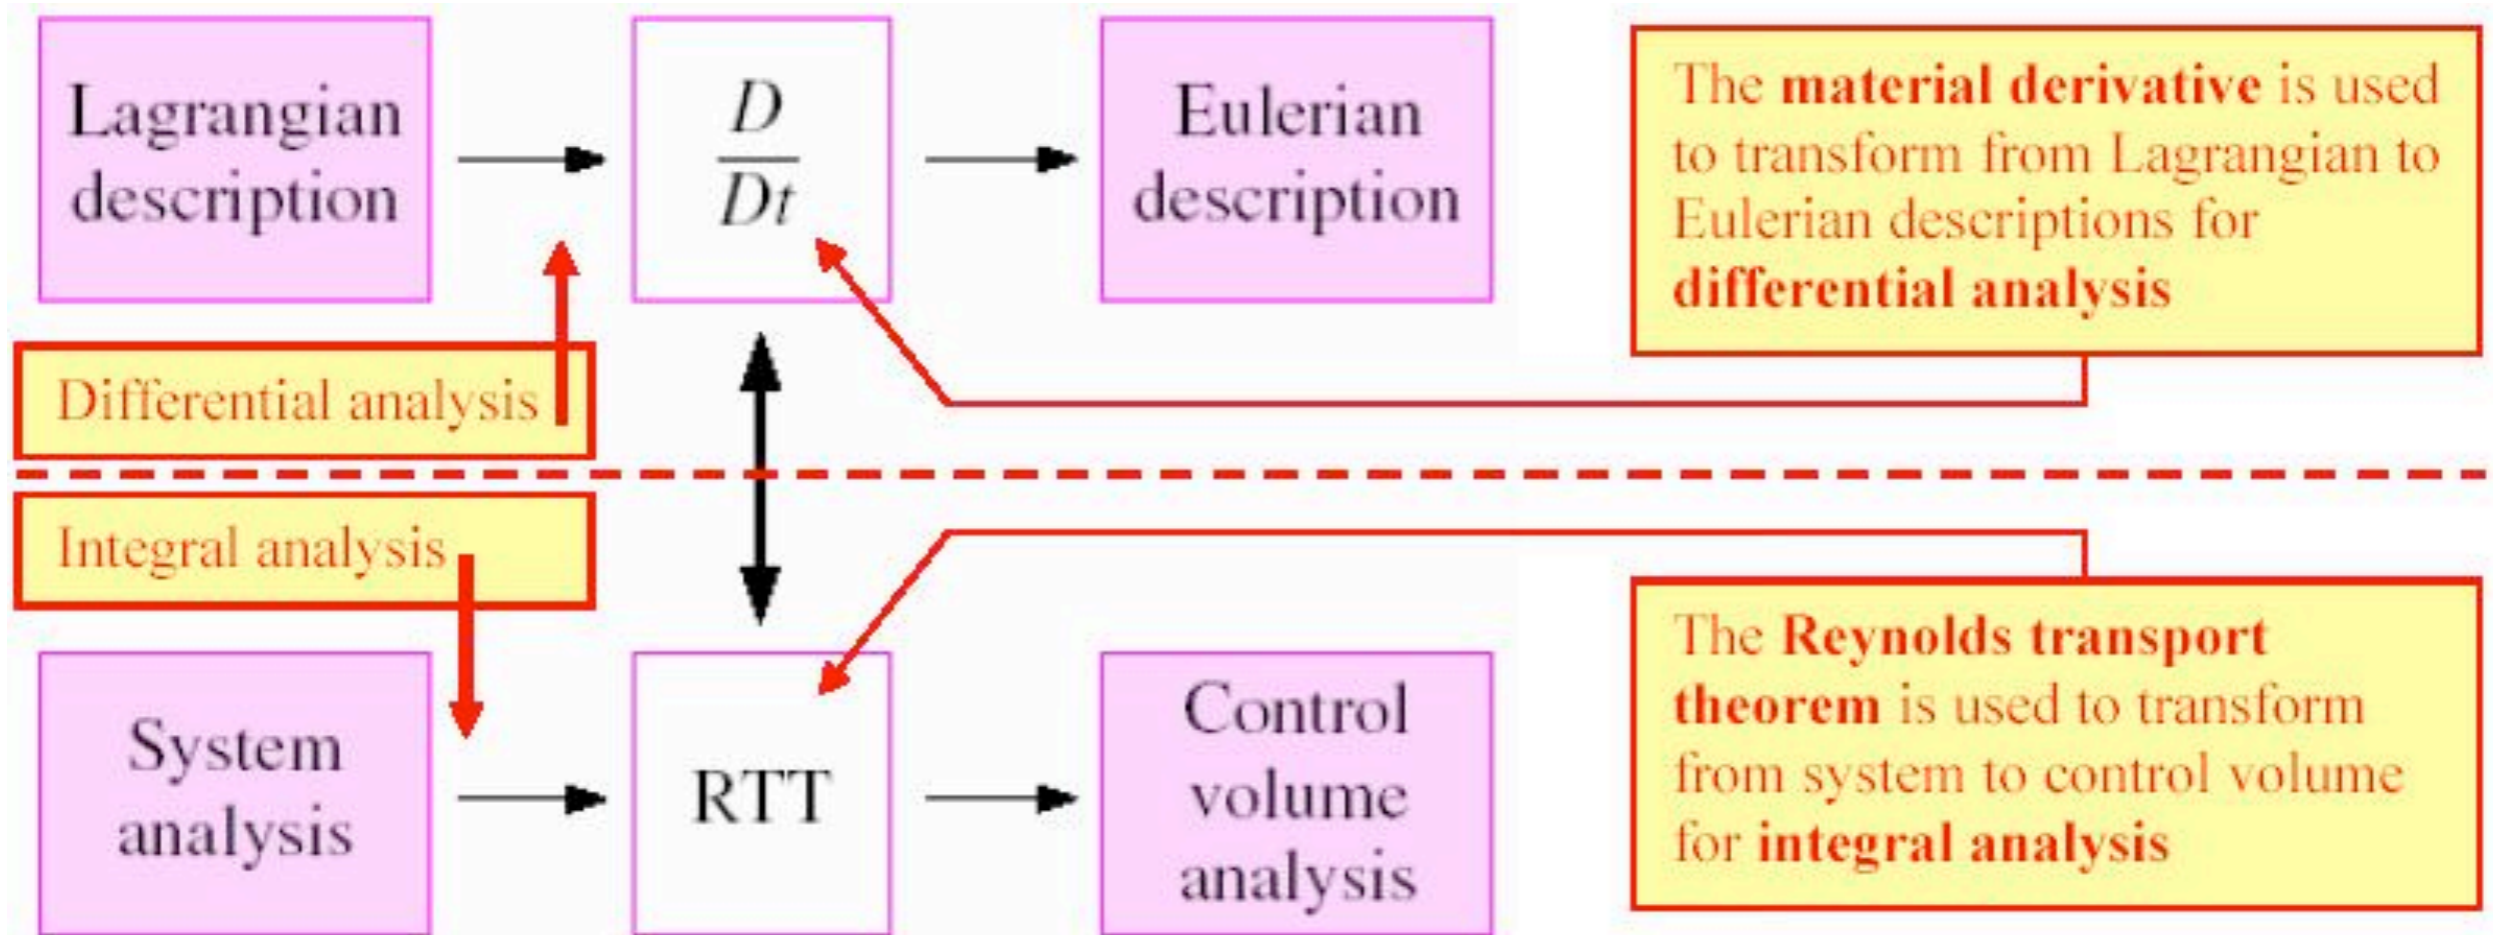 Lagrangian
description
D
Dt
Eulerian
description
The material derivative is used
to transform from Lagrangian to
Eulerian descriptions for
differential analysis
Differential analysis
Integral analysis
System
analysis
RTT
Control
volume
analysis
The Reynolds transport
theorem is used to transform
from system to control volume
for integral analysis